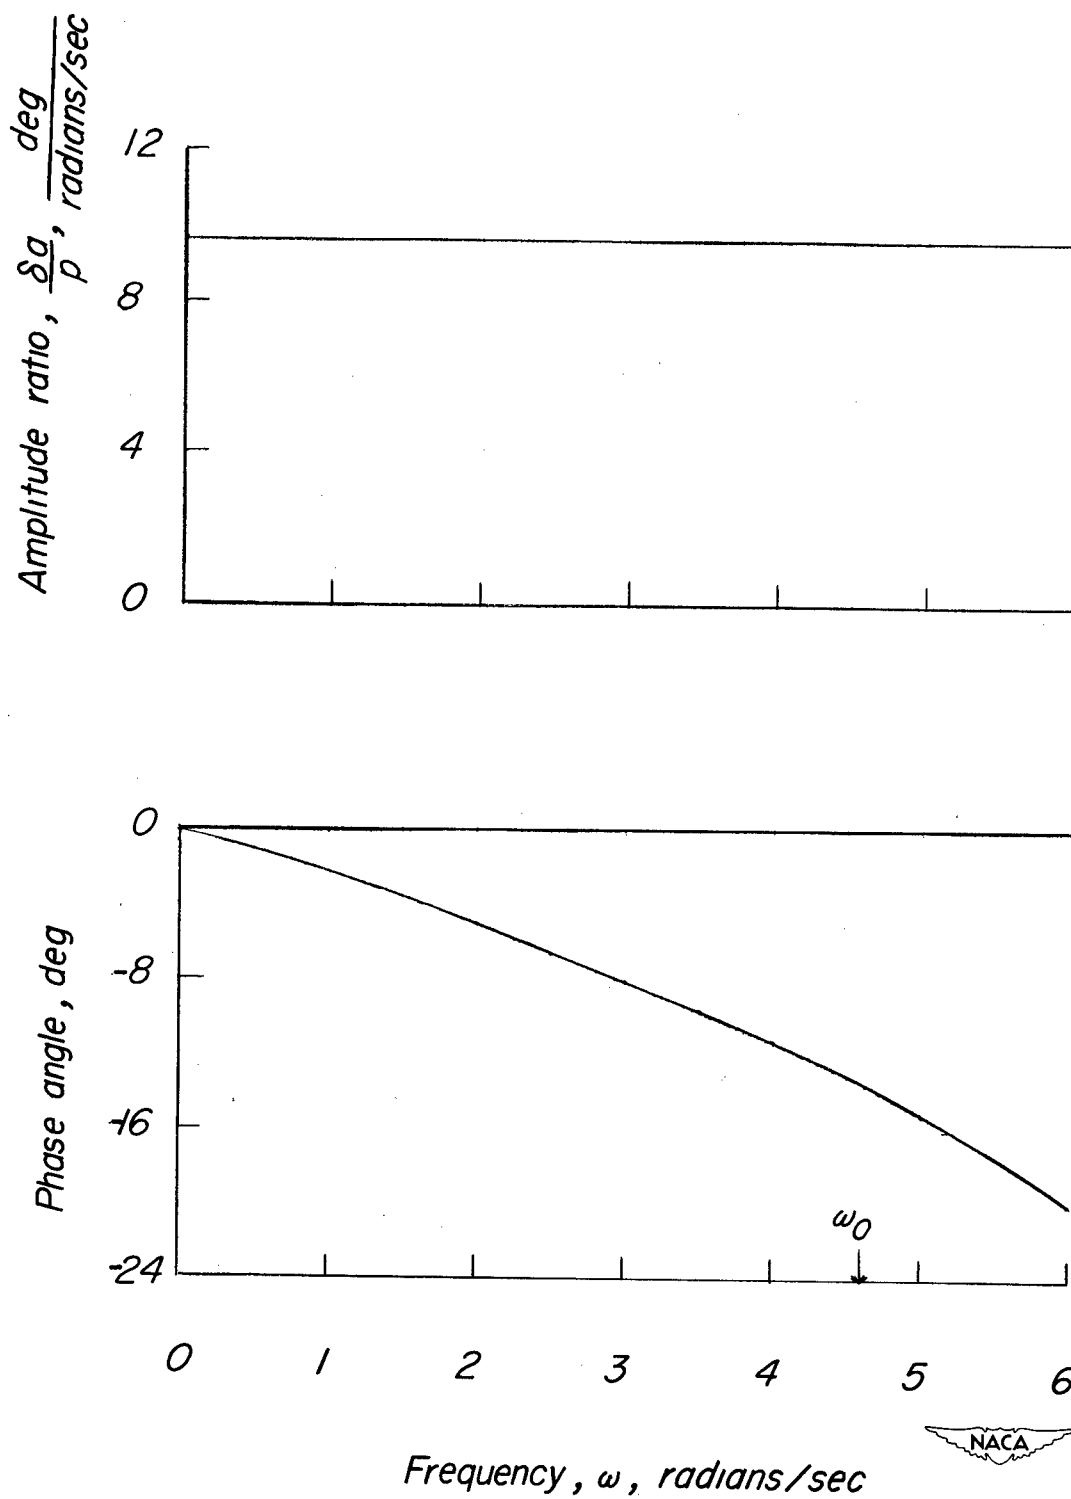 Amplitude ratio, δa/p, deg/radians/sec
12
8
4
0
Phase angle, deg
0
-8
-16
-24
ω0
0 1 2 3 4 5 6
NACA
Frequency, ω, radians/sec